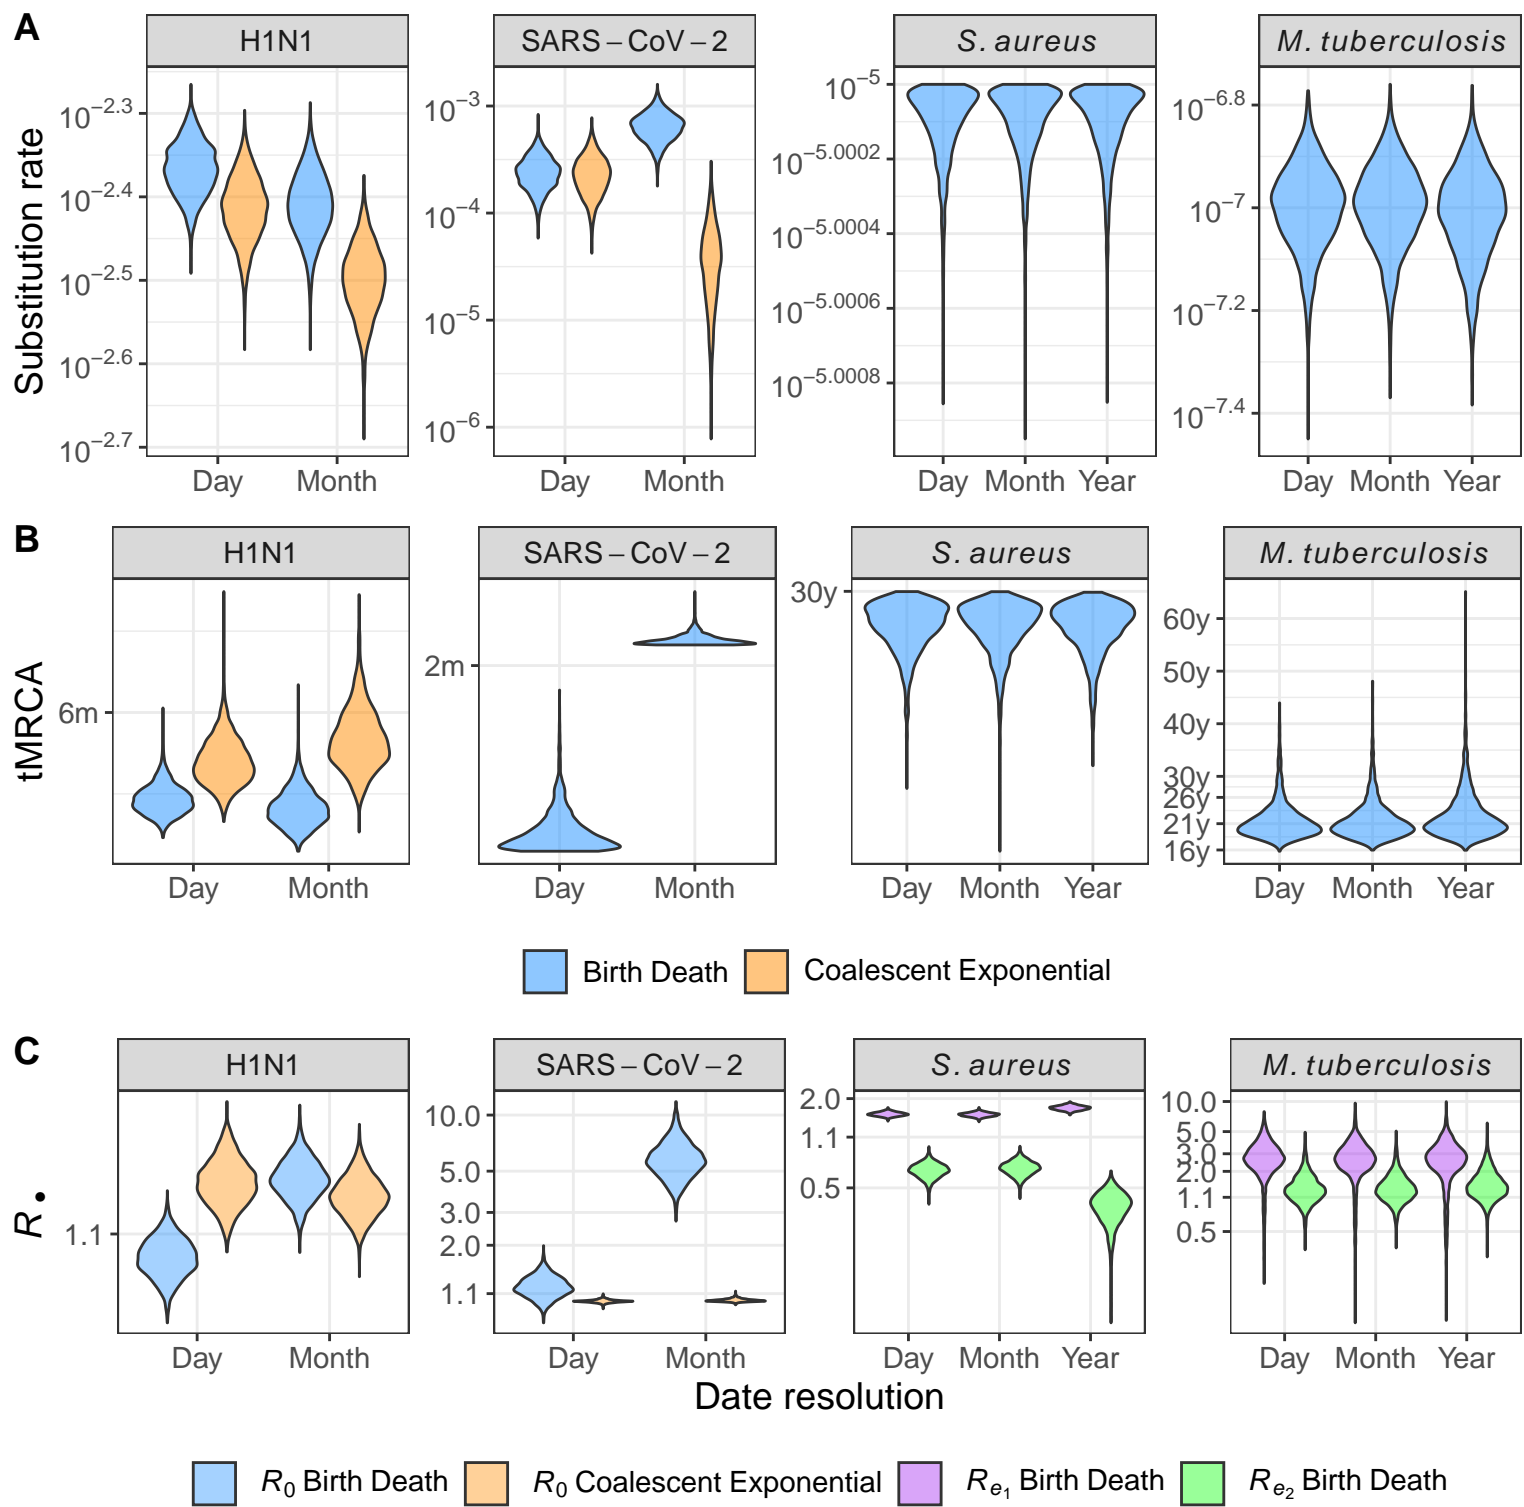 A
H1N1
SARS – CoV – 2
S. aureus
M. tuberculosis
Substitution rate
10^−2.3
10^−2.4
10^−2.5
10^−2.6
10^−2.7
10^−3
10^−4
10^−5
10^−6
10^−5
10^−5.0002
10^−5.0004
10^−5.0006
10^−5.0008
10^−6.8
10^−7
10^−7.2
10^−7.4
Day Month
Day Month
Day Month Year
Day Month Year
B
H1N1
SARS – CoV – 2
S. aureus
M. tuberculosis
tMRCA
6m
2m
30y
60y
50y
40y
30y
26y
21y
16y
Day Month
Day Month
Day Month Year
Day Month Year
Birth Death
Coalescent Exponential
C
H1N1
SARS – CoV – 2
S. aureus
M. tuberculosis
R•
1.1
10.0
5.0
3.0
2.0
1.1
2.0
1.1
0.5
10.0
5.0
3.0
2.0
1.1
0.5
Day Month
Day Month
Day Month Year
Day Month Year
Date resolution
R₀ Birth Death
R₀ Coalescent Exponential
Rₑ₁ Birth Death
Rₑ₂ Birth Death